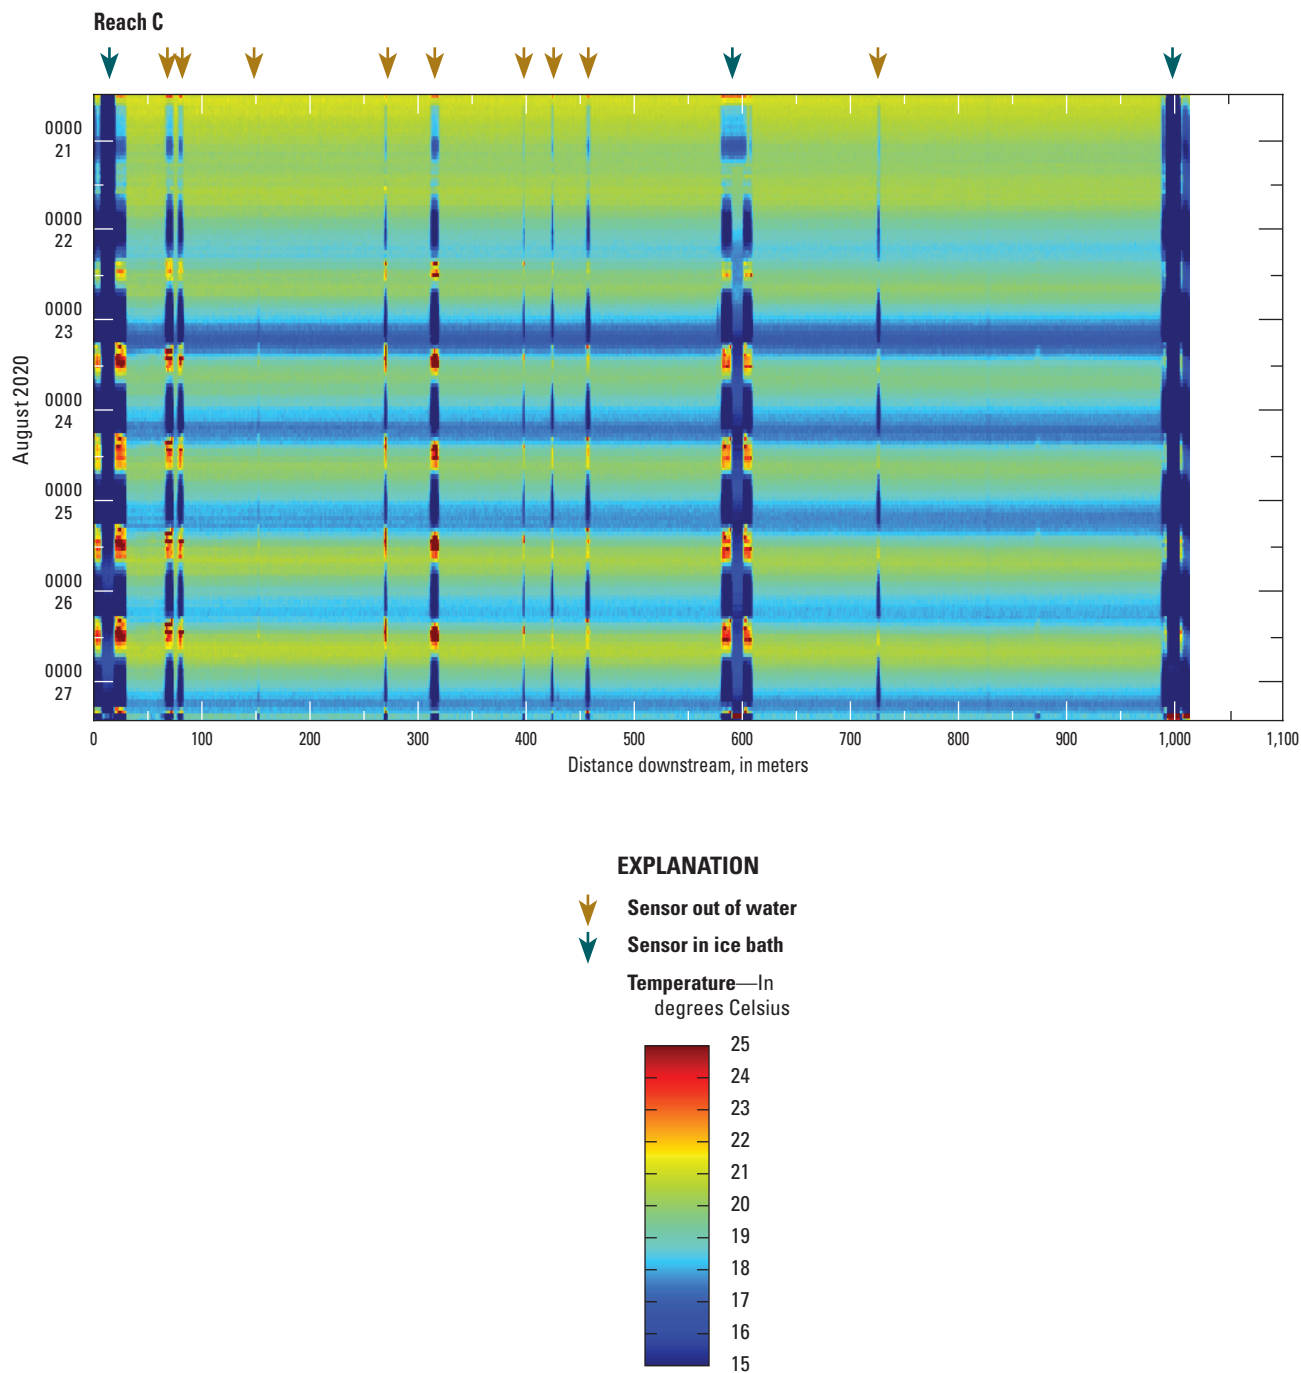 Reach C
0000
21
0000
22
0000
23
0000
24
0000
25
0000
26
0000
27
August 2020
0 100 200 300 400 500 600 700 800 900 1,000 1,100
Distance downstream, in meters
EXPLANATION
Sensor out of water
Sensor in ice bath
Temperature—In
degrees Celsius
25
24
23
22
21
20
19
18
17
16
15